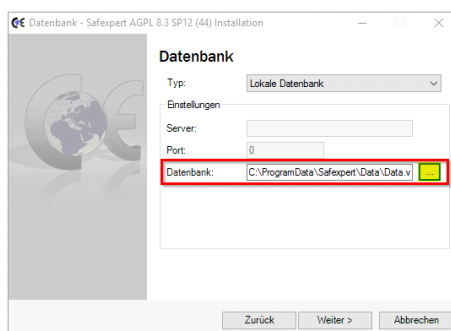 Datenbank - Safexpert AGPL 8.3 SP12 (44) Installation
Datenbank
Typ: Lokale Datenbank
Einstellungen
Server:
Port: 0
Datenbank: C:\ProgramData\Safexpert\Data\Data.v ...
Zurück Weiter > Abbrechen